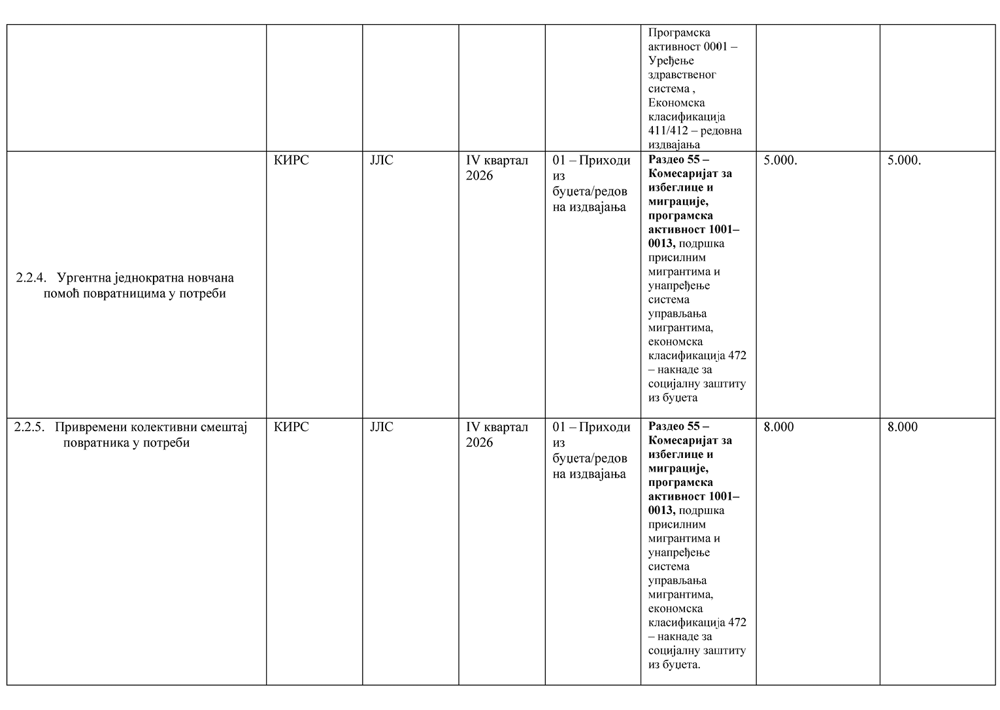 Програмска
активност 0001 –
Уређење
здравственог
система ,
Економска
класификација
411/412 – редовна
издвајања
2.2.4. Ургентна једнократна новчана
помоћ повратницима у потреби
КИРС
ЈЛС
IV квартал
2026
01 – Приходи
из
буџета/редов
на издвајања
Раздео 55 –
Комесаријат за
избеглице и
миграције,
програмска
активност 1001–
0013, подршка
присилним
мигрантима и
унапређење
система
управљања
мигрантима,
економска
класификација 472
– накнаде за
социјалну заштиту
из буџета
5.000.
5.000.
2.2.5. Привремени колективни смештај
повратника у потреби
КИРС
ЈЛС
IV квартал
2026
01 – Приходи
из
буџета/редов
на издвајања
Раздео 55 –
Комесаријат за
избеглице и
миграције,
програмска
активност 1001–
0013, подршка
присилним
мигрантима и
унапређење
система
управљања
мигрантима,
економска
класификација 472
– накнаде за
социјалну заштиту
из буџета.
8.000
8.000